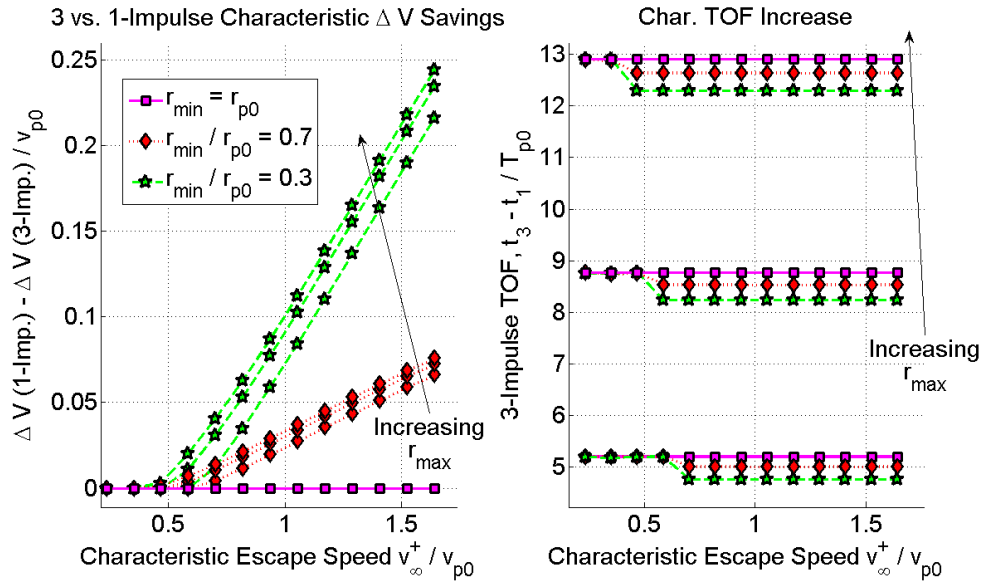 3 vs. 1-Impulse Characteristic Δ V Savings
Δ V (1-Imp.) - Δ V (3-Imp.) / v_p0
0.25
0.2
0.15
0.1
0.05
0
r_min = r_p0
r_min / r_p0 = 0.7
r_min / r_p0 = 0.3
Increasing
r_max
0.5
1
1.5
Characteristic Escape Speed v_∞^+ / v_p0
Char. TOF Increase
3-Impulse TOF, t_3 - t_1 / T_p0
13
12
11
10
9
8
7
6
5
Increasing
r_max
0.5
1
1.5
Characteristic Escape Speed v_∞^+ / v_p0